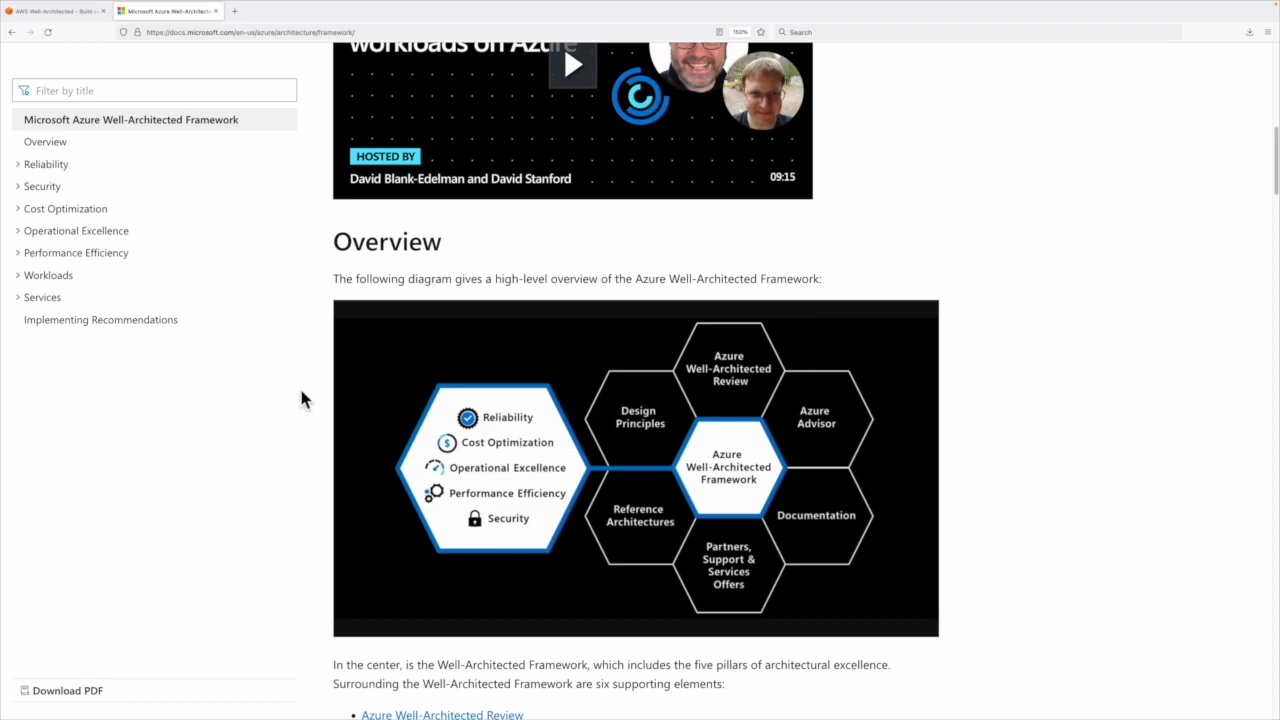 AWS Well-Architected - Build
Microsoft Azure Well-Architected
https://docs.microsoft.com/en-us/azure/architecture/framework/
150%
Search
Filter by title
Microsoft Azure Well-Architected Framework
Overview
Reliability
Security
Cost Optimization
Operational Excellence
Performance Efficiency
Workloads
Services
Implementing Recommendations
Download PDF
workloads on Azure
HOSTED BY
David Blank-Edelman and David Stanford
09:15
Overview
The following diagram gives a high-level overview of the Azure Well-Architected Framework:
Reliability
Cost Optimization
Operational Excellence
Performance Efficiency
Security
Design
Principles
Azure
Well-Architected
Review
Azure
Advisor
Azure
Well-Architected
Framework
Reference
Architectures
Documentation
Partners,
Support &
Services
Offers
In the center, is the Well-Architected Framework, which includes the five pillars of architectural excellence.
Surrounding the Well-Architected Framework are six supporting elements:
• Azure Well-Architected Review